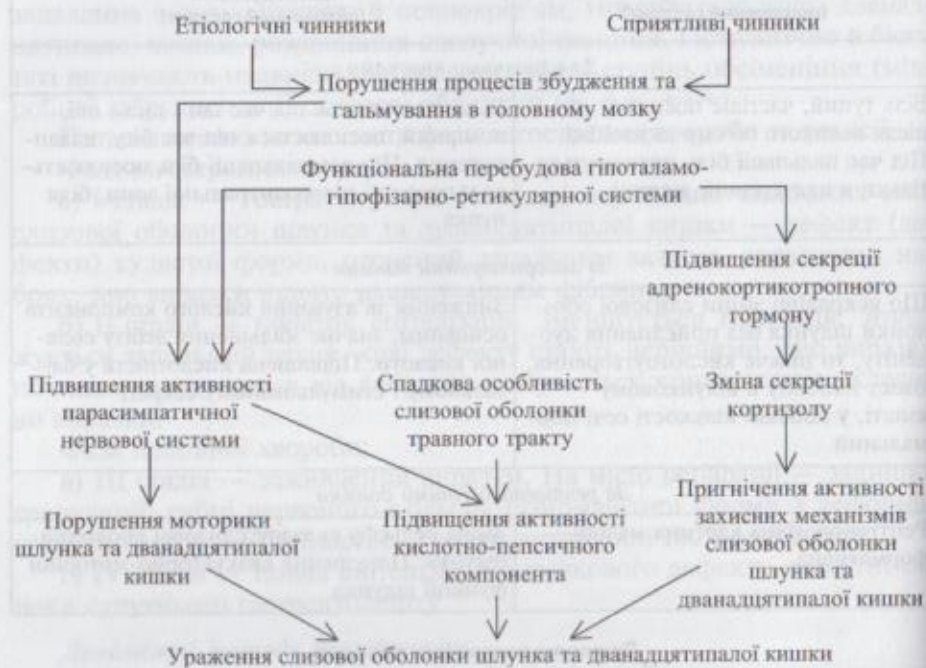 Етіологічні чинники
Сприятливі чинники
Порушення процесів збудження та
гальмування в головному мозку
Функціональна перебудова гіпоталамо-
гіпофізарно-ретикулярної системи
Підвищення секреції
адренокортикотропного
гормону
Підвищення активності
парасимпатичної
нервової системи
Спадкова особливість
слизової оболонки
травного тракту
Зміна секреції
кортизолу
Порушення моторики
шлунка та дванадцятипалої
кишки
Підвищення активності
кислотно-пепсичного
компонента
Пригнічення активності
захисних механізмів
слизової оболонки
шлунка та
дванадцятипалої кишки
Ураження слизової оболонки шлунка та дванадцятипалої кишки